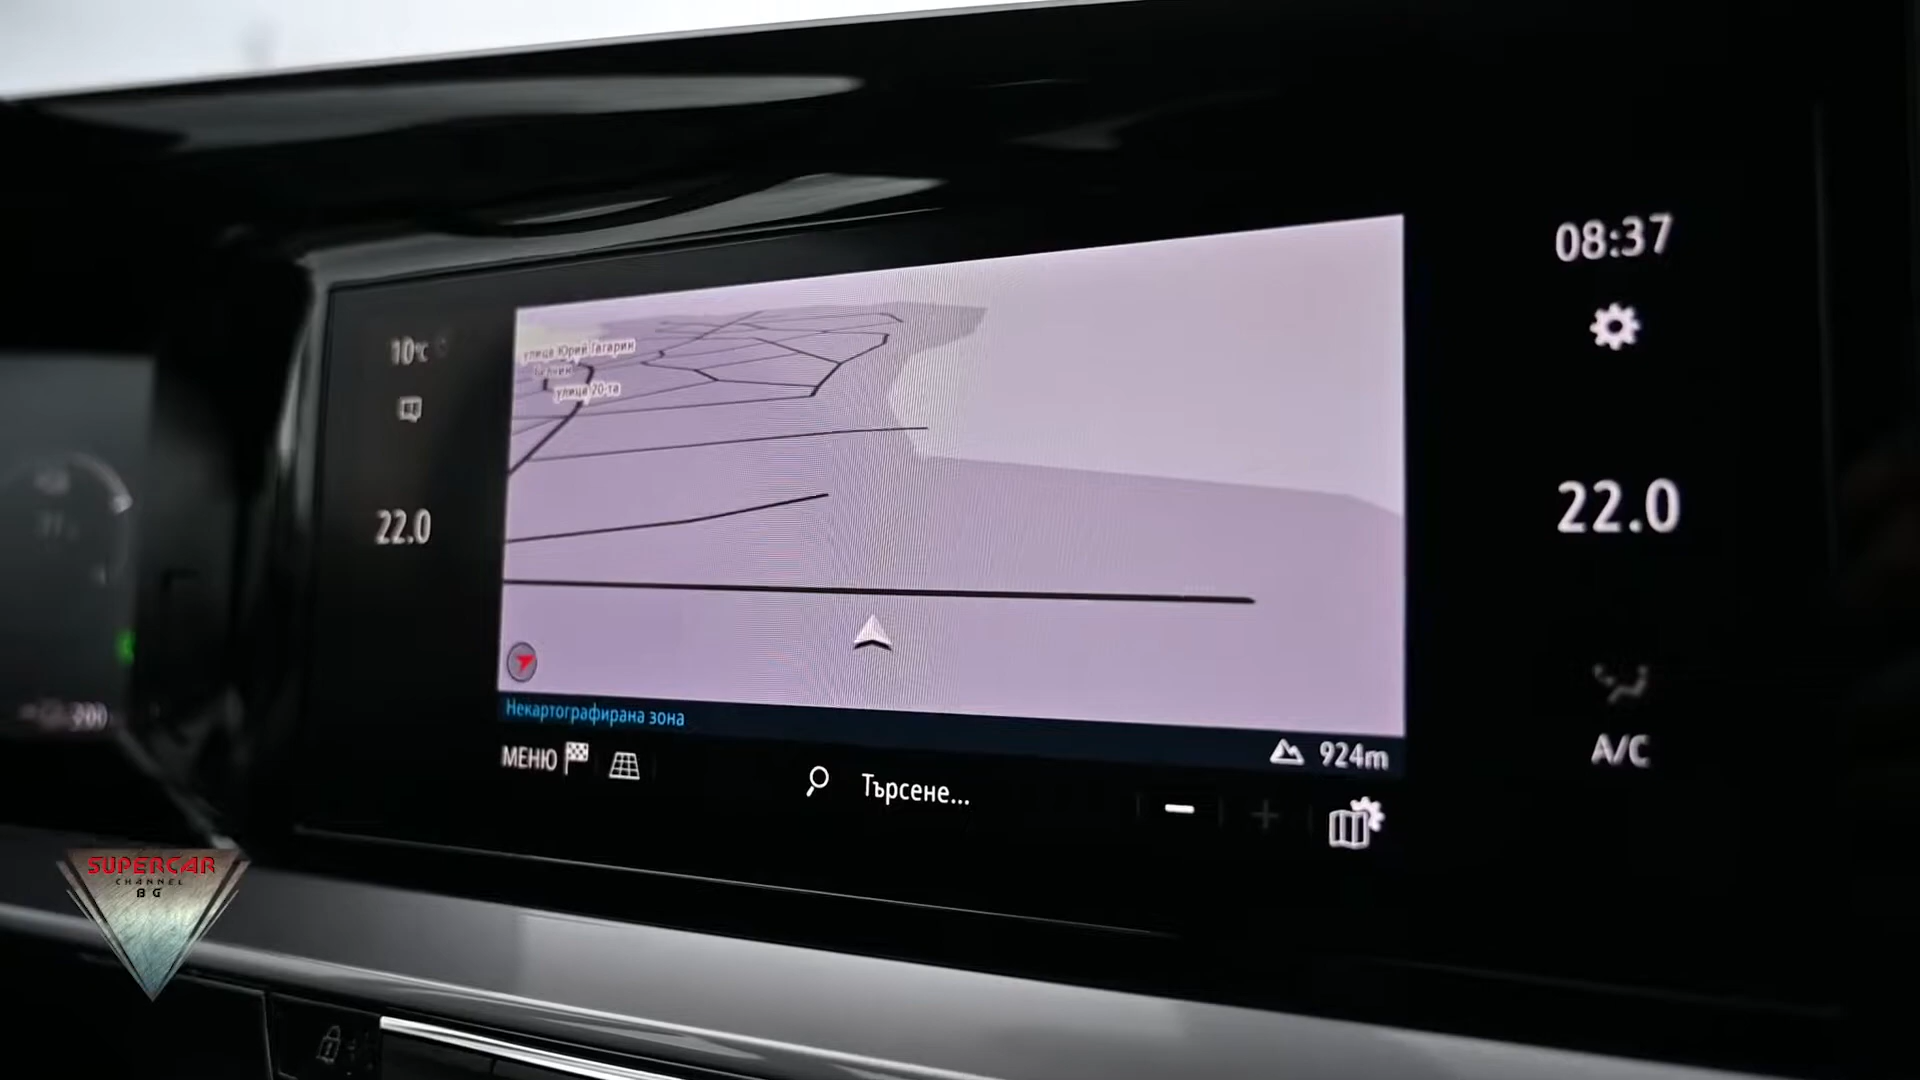 08:37
10°C
улица Юрий Гагарин
улица 20-та
22.0
22.0
Некартографирана зона
924m
A/C
МЕНЮ
Търсене...
SUPERCAR
CHANNEL
BG